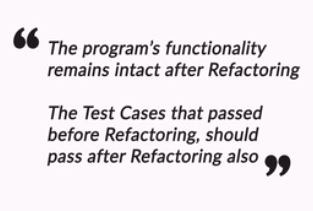 “ The program's functionality
remains intact after Refactoring
The Test Cases that passed
before Refactoring, should
pass after Refactoring also ”